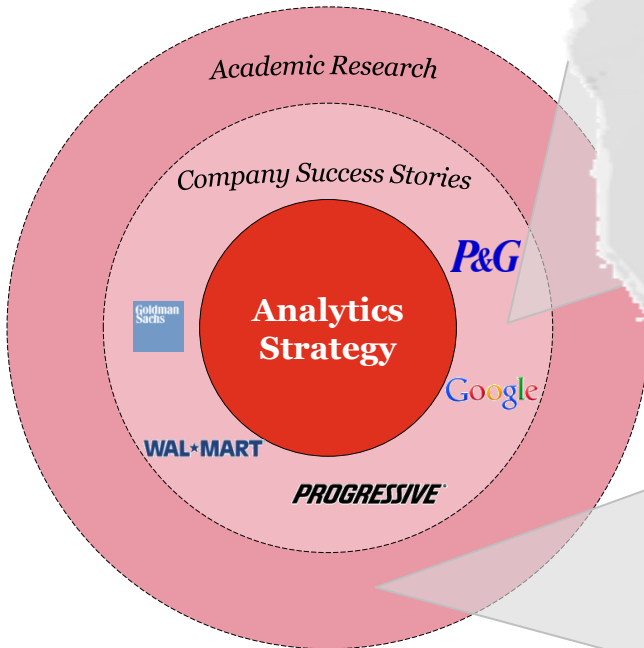 Academic Research
Company Success Stories
P&G
Goldman
Sachs
Analytics
Strategy
Google
WAL★MART
PROGRESSIVE